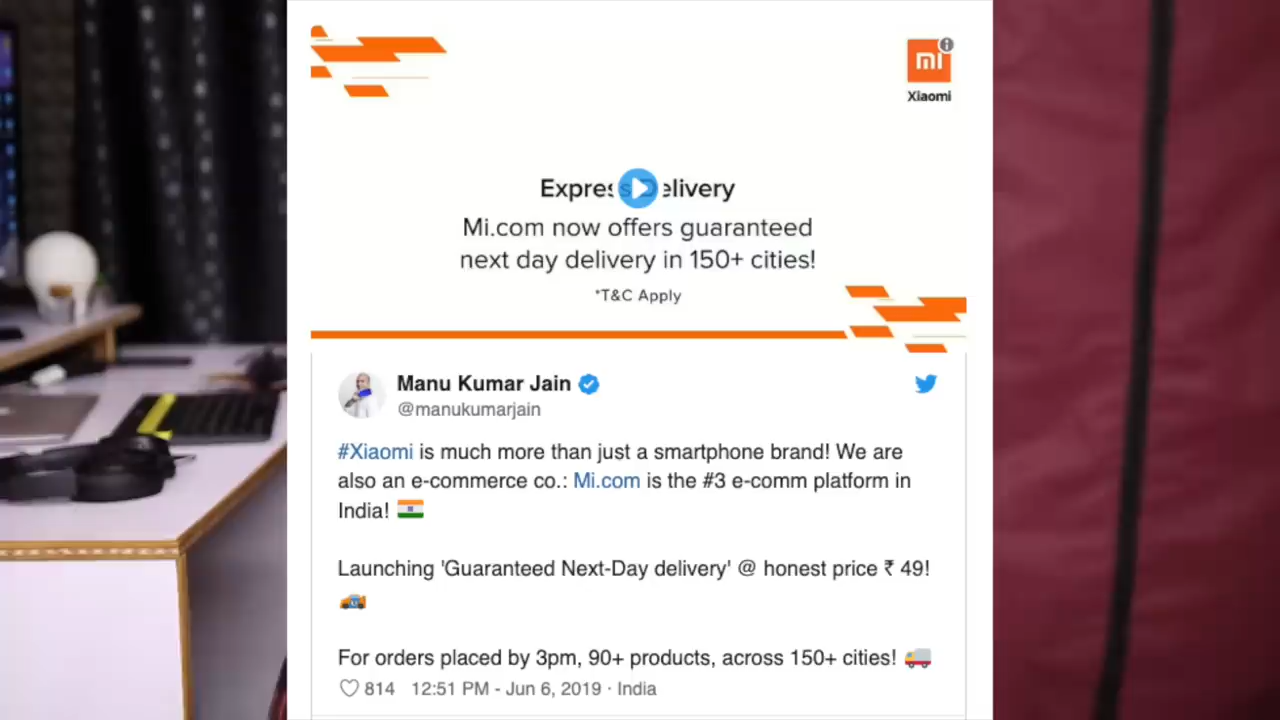 mi
Xiaomi
Express Delivery
Mi.com now offers guaranteed
next day delivery in 150+ cities!
*T&C Apply
Manu Kumar Jain
@manukumarjain
#Xiaomi is much more than just a smartphone brand! We are
also an e-commerce co.: Mi.com is the #3 e-comm platform in
India! 🇮🇳
Launching 'Guaranteed Next-Day delivery' @ honest price ₹ 49!
For orders placed by 3pm, 90+ products, across 150+ cities! 🚚
814 12:51 PM - Jun 6, 2019 · India